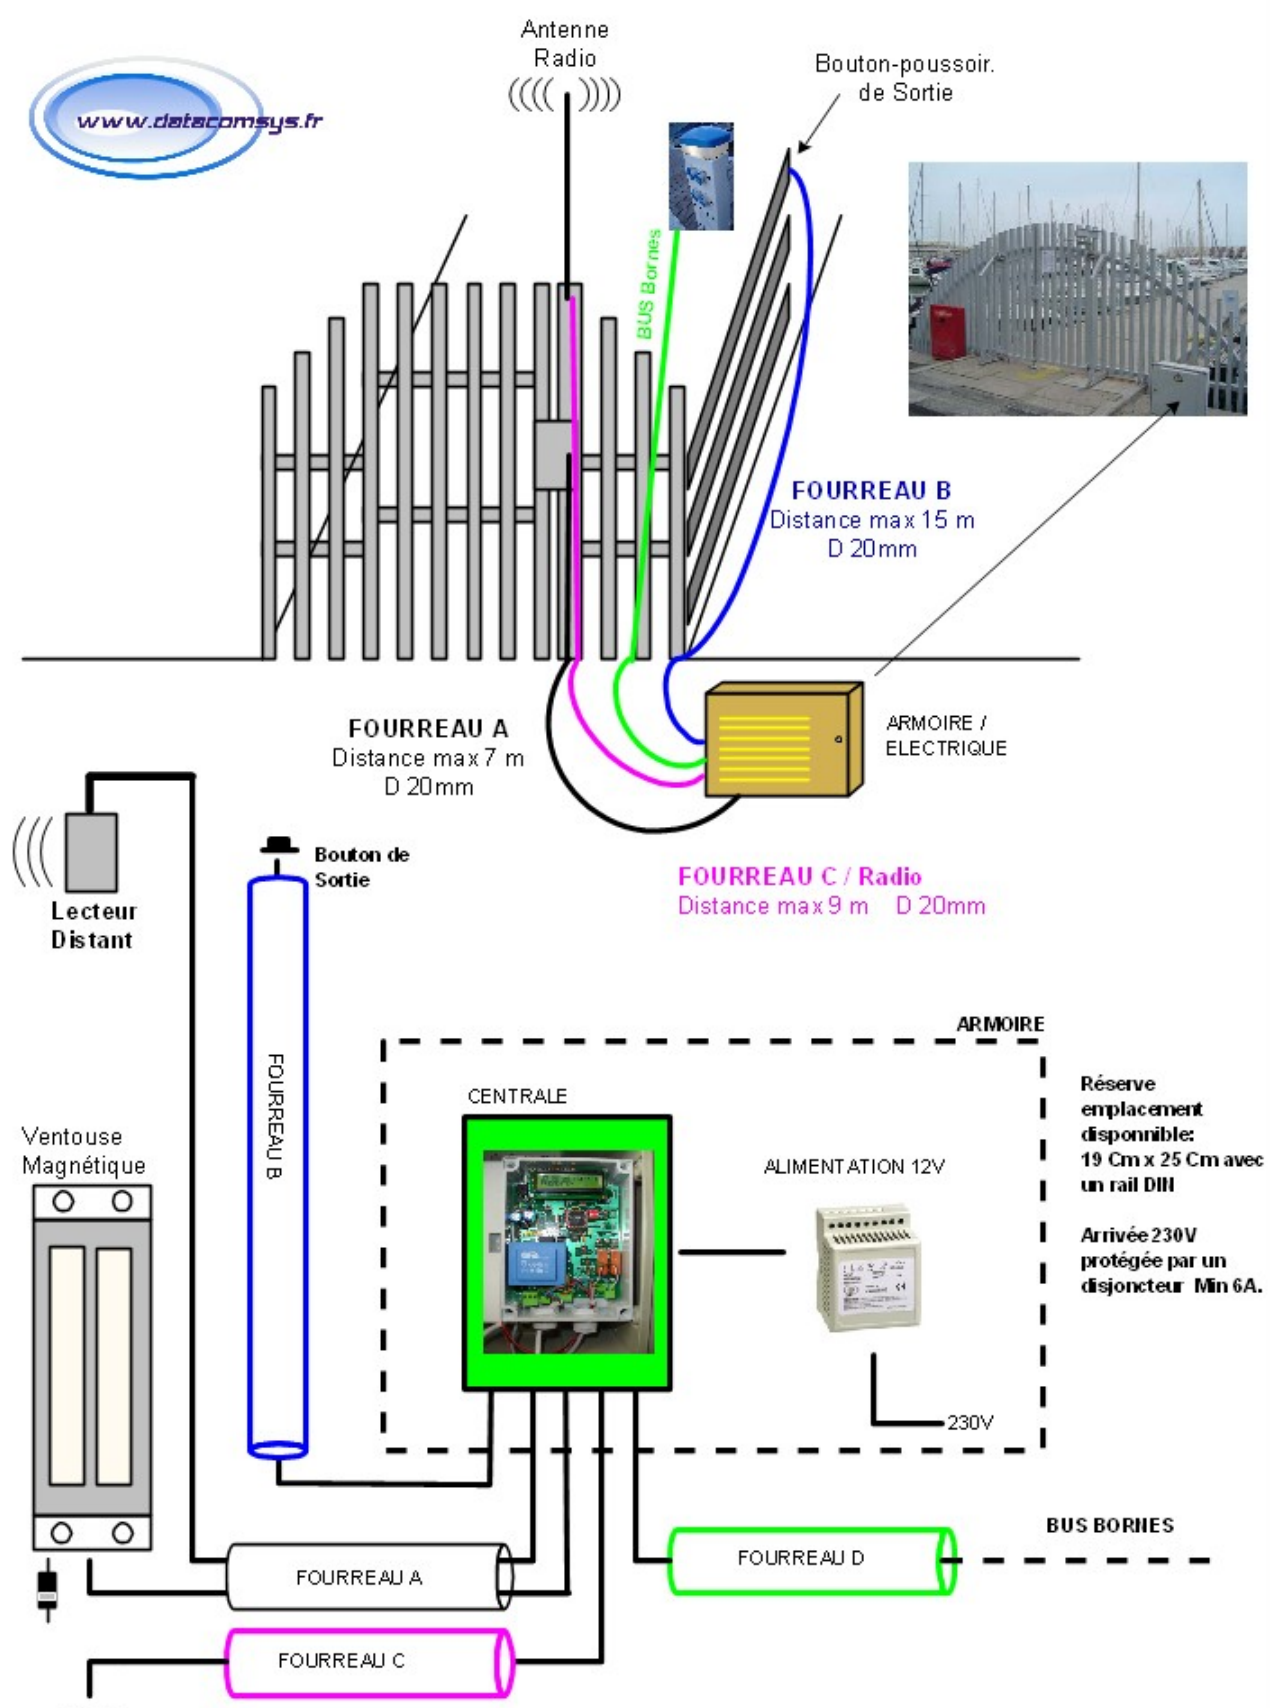 Antenne
Radio
Bouton-poussoir.
de Sortie
www.datacomsys.fr
BUS Bornes
FOURREAU B
Distance max 15 m
D 20mm
FOURREAU A
Distance max 7 m
D 20mm
ARMOIRE /
ELECTRIQUE
Bouton de
Sortie
FOURREAU C / Radio
Distance max 9 m D 20mm
Lecteur
Distant
ARMOIRE
FOURREAU B
CENTRALE
Réserve
emplacement
disponnible:
19 Cm x 25 Cm avec
un rail DIN
Ventouse
Magnétique
ALIMENTATION 12V
Arrivée 230V
protégée par un
disjoncteur Min 6A.
230V
BUS BORNES
FOURREAU D
FOURREAU A
FOURREAU C